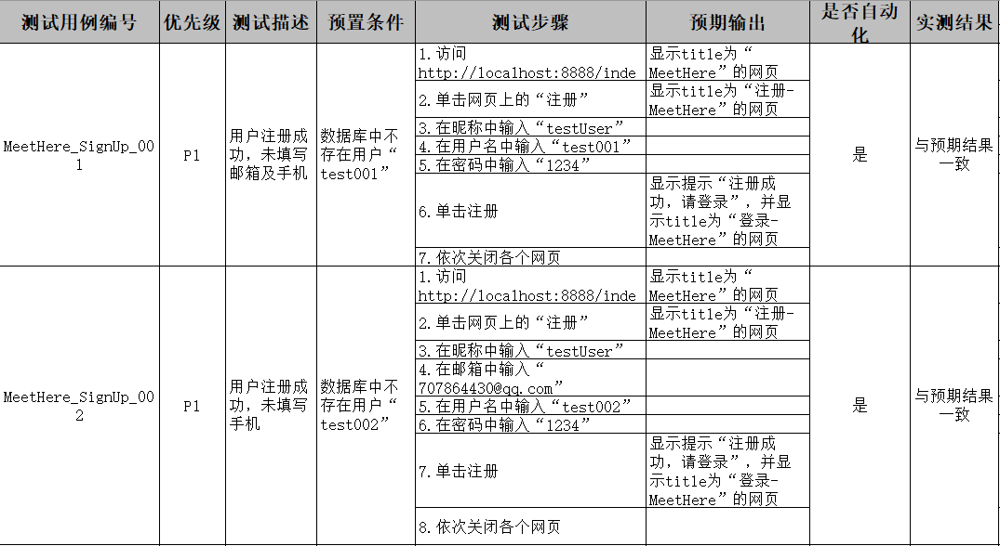 测试用例编号 优先级 测试描述 预置条件 测试步骤 预期输出 是否自动化 实测结果
MeetHere_SignUp_001
P1
用户注册成
功，未填写
邮箱及手机
数据库中不
存在用户“
test001”
1.访问
http://localhost:8888/inde
显示title为“
MeetHere”的网页
2.单击网页上的“注册”
显示title为“注册-
MeetHere”的网页
3.在昵称中输入“testUser”
4.在用户名中输入“test001”
5.在密码中输入“1234”
6.单击注册
显示提示“注册成
功，请登录”，并显
示title为“登录-
MeetHere”的网页
7.依次关闭各个网页
是
与预期结果
一致
MeetHere_SignUp_002
P1
用户注册成
功，未填写
手机
数据库中不
存在用户“
test002”
1.访问
http://localhost:8888/inde
显示title为“
MeetHere”的网页
2.单击网页上的“注册”
显示title为“注册-
MeetHere”的网页
3.在昵称中输入“testUser”
4.在邮箱中输入“
707864430@qq.com”
5.在用户名中输入“test002”
6.在密码中输入“1234”
7.单击注册
显示提示“注册成
功，请登录”，并显
示title为“登录-
MeetHere”的网页
8.依次关闭各个网页
是
与预期结果
一致